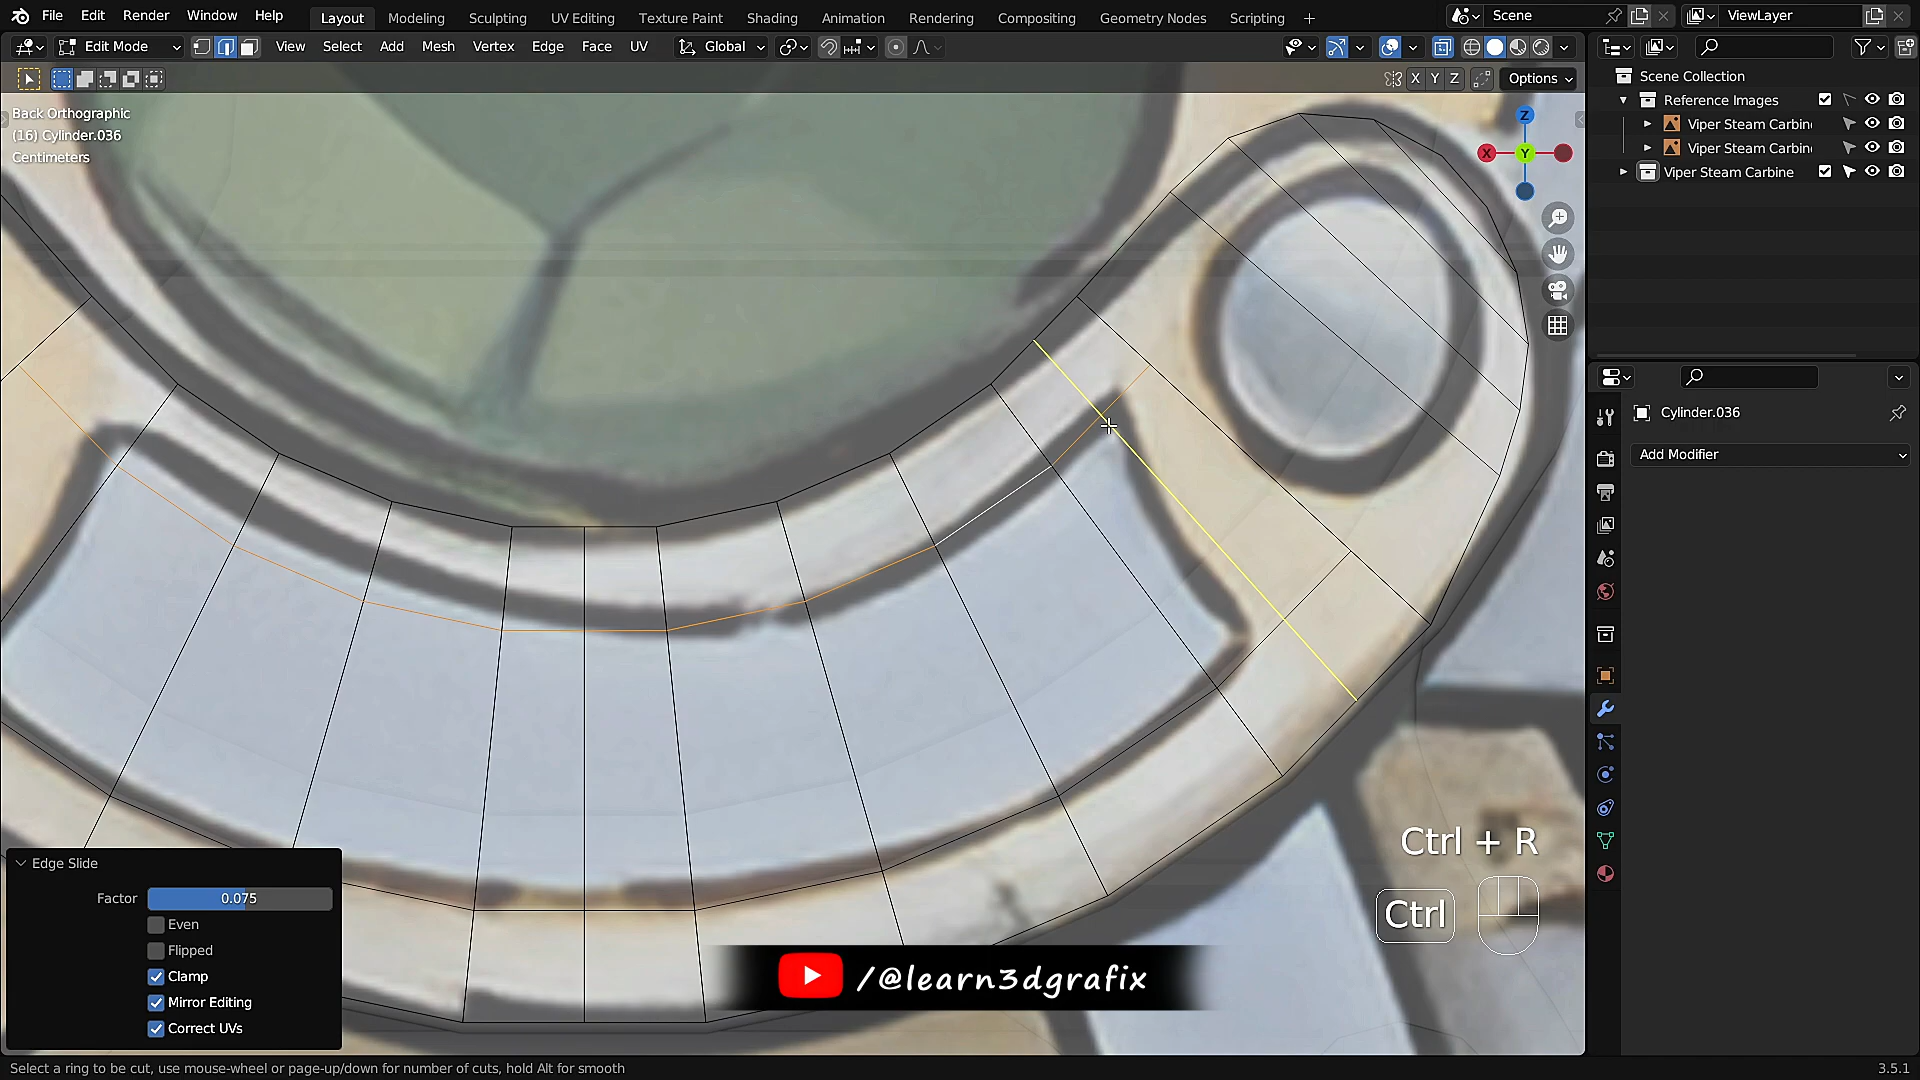 File Edit Render Window Help Layout Modeling Sculpting UV Editing Texture Paint Shading Animation Rendering Compositing Geometry Nodes Scripting + Scene ViewLayer
Edit Mode View Select Add Mesh Vertex Edge Face UV Global
X Y Z Options
Back Orthographic
(16) Cylinder.036
Centimeters
Z
X Y
Scene Collection
Reference Images
Viper Steam Carbin
Viper Steam Carbin
Viper Steam Carbine
Cylinder.036
Add Modifier
Ctrl + R
Ctrl
Edge Slide
Factor 0.075
Even
Flipped
Clamp
Mirror Editing
Correct UVs
/@learn3dgrafix
Select a ring to be cut, use mouse-wheel or page-up/down for number of cuts, hold Alt for smooth 3.5.1